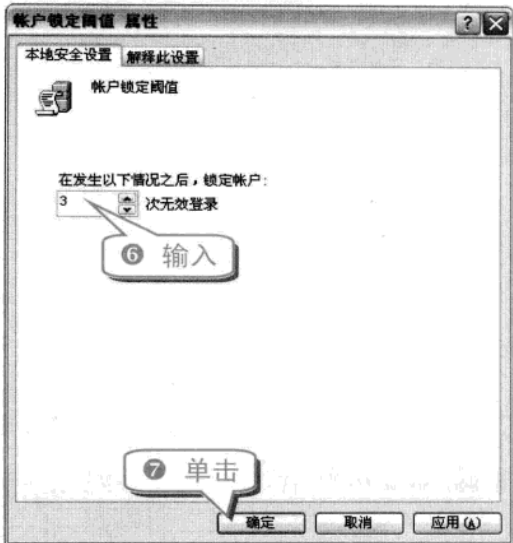 帐户锁定阈值 属性
本地安全设置 解释此设置
帐户锁定阈值
在发生以下情况之后，锁定帐户：
3 次无效登录
❻ 输入
❼ 单击
确定 取消 应用(A)